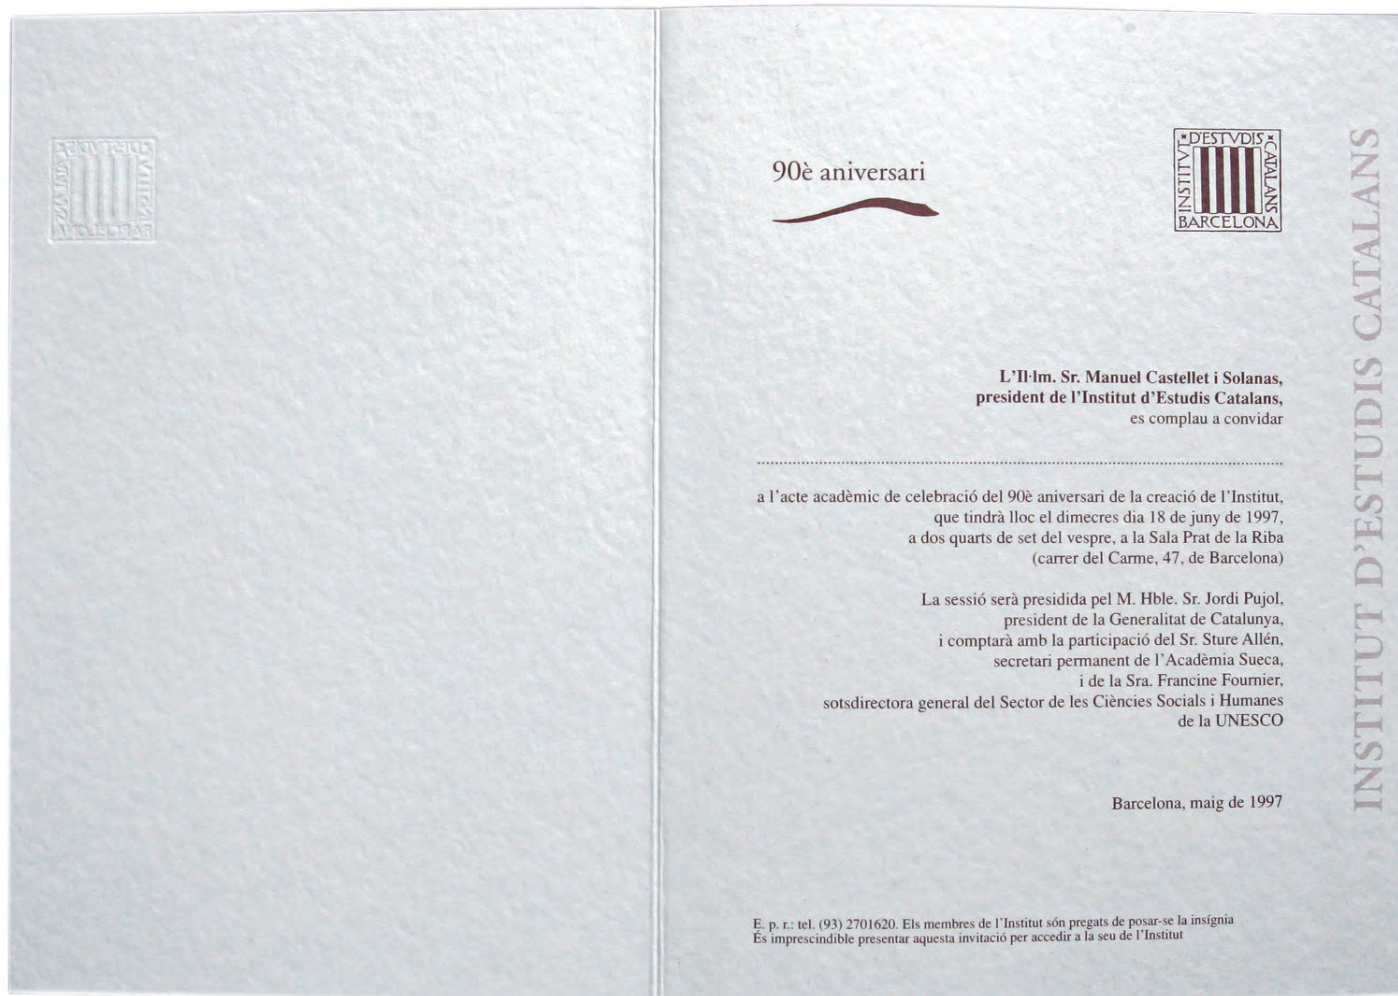 90è aniversari
INSTITVT D'ESTVDIS CATALANS
BARCELONA
L'Il·lm. Sr. Manuel Castellet i Solanas,
president de l'Institut d'Estudis Catalans,
es complau a convidar
a l'acte acadèmic de celebració del 90è aniversari de la creació de l'Institut,
que tindrà lloc el dimecres dia 18 de juny de 1997,
a dos quarts de set del vespre, a la Sala Prat de la Riba
(carrer del Carme, 47, de Barcelona)
La sessió serà presidida pel M. Hble. Sr. Jordi Pujol,
president de la Generalitat de Catalunya,
i comptarà amb la participació del Sr. Sture Allén,
secretari permanent de l'Acadèmia Sueca,
i de la Sra. Francine Fournier,
sotsdirectora general del Sector de les Ciències Socials i Humanes
de la UNESCO
Barcelona, maig de 1997
E. p. r.: tel. (93) 2701620. Els membres de l'Institut són pregats de posar-se la insígnia
És imprescindible presentar aquesta invitació per accedir a la seu de l'Institut
INSTITUT D'ESTUDIS CATALANS